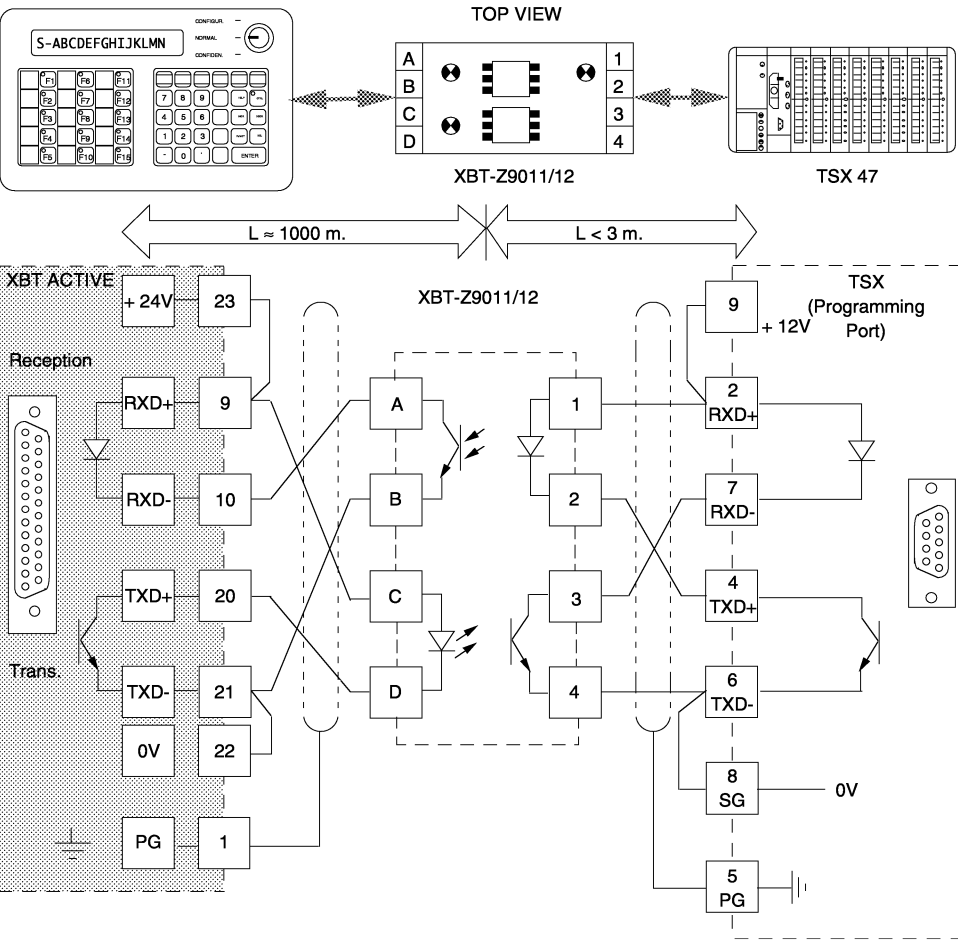 TOP VIEW
CONFIGUR.
NORMAL
CONFIDEN.
S-ABCDEFGHIJKLMN
F1 F6 F11
F2 F7 F12
F3 F8 F13
F4 F9 F14
F5 F10 F15
7 8 9
4 5 6
1 2 3
- 0 . ENTER
A 1
B 2
C 3
D 4
XBT-Z9011/12
TSX 47
L ≈ 1000 m.
L < 3 m.
XBT ACTIVE
+ 24V 23
XBT-Z9011/12
TSX
(Programming
Port)
9
+ 12V
Reception
RXD+ 9
A
1
2
RXD+
RXD- 10
B
2
7
RXD-
TXD+ 20
C
3
4
TXD+
Trans.
TXD- 21
D
4
6
TXD-
0V 22
8
SG
0V
PG 1
5
PG